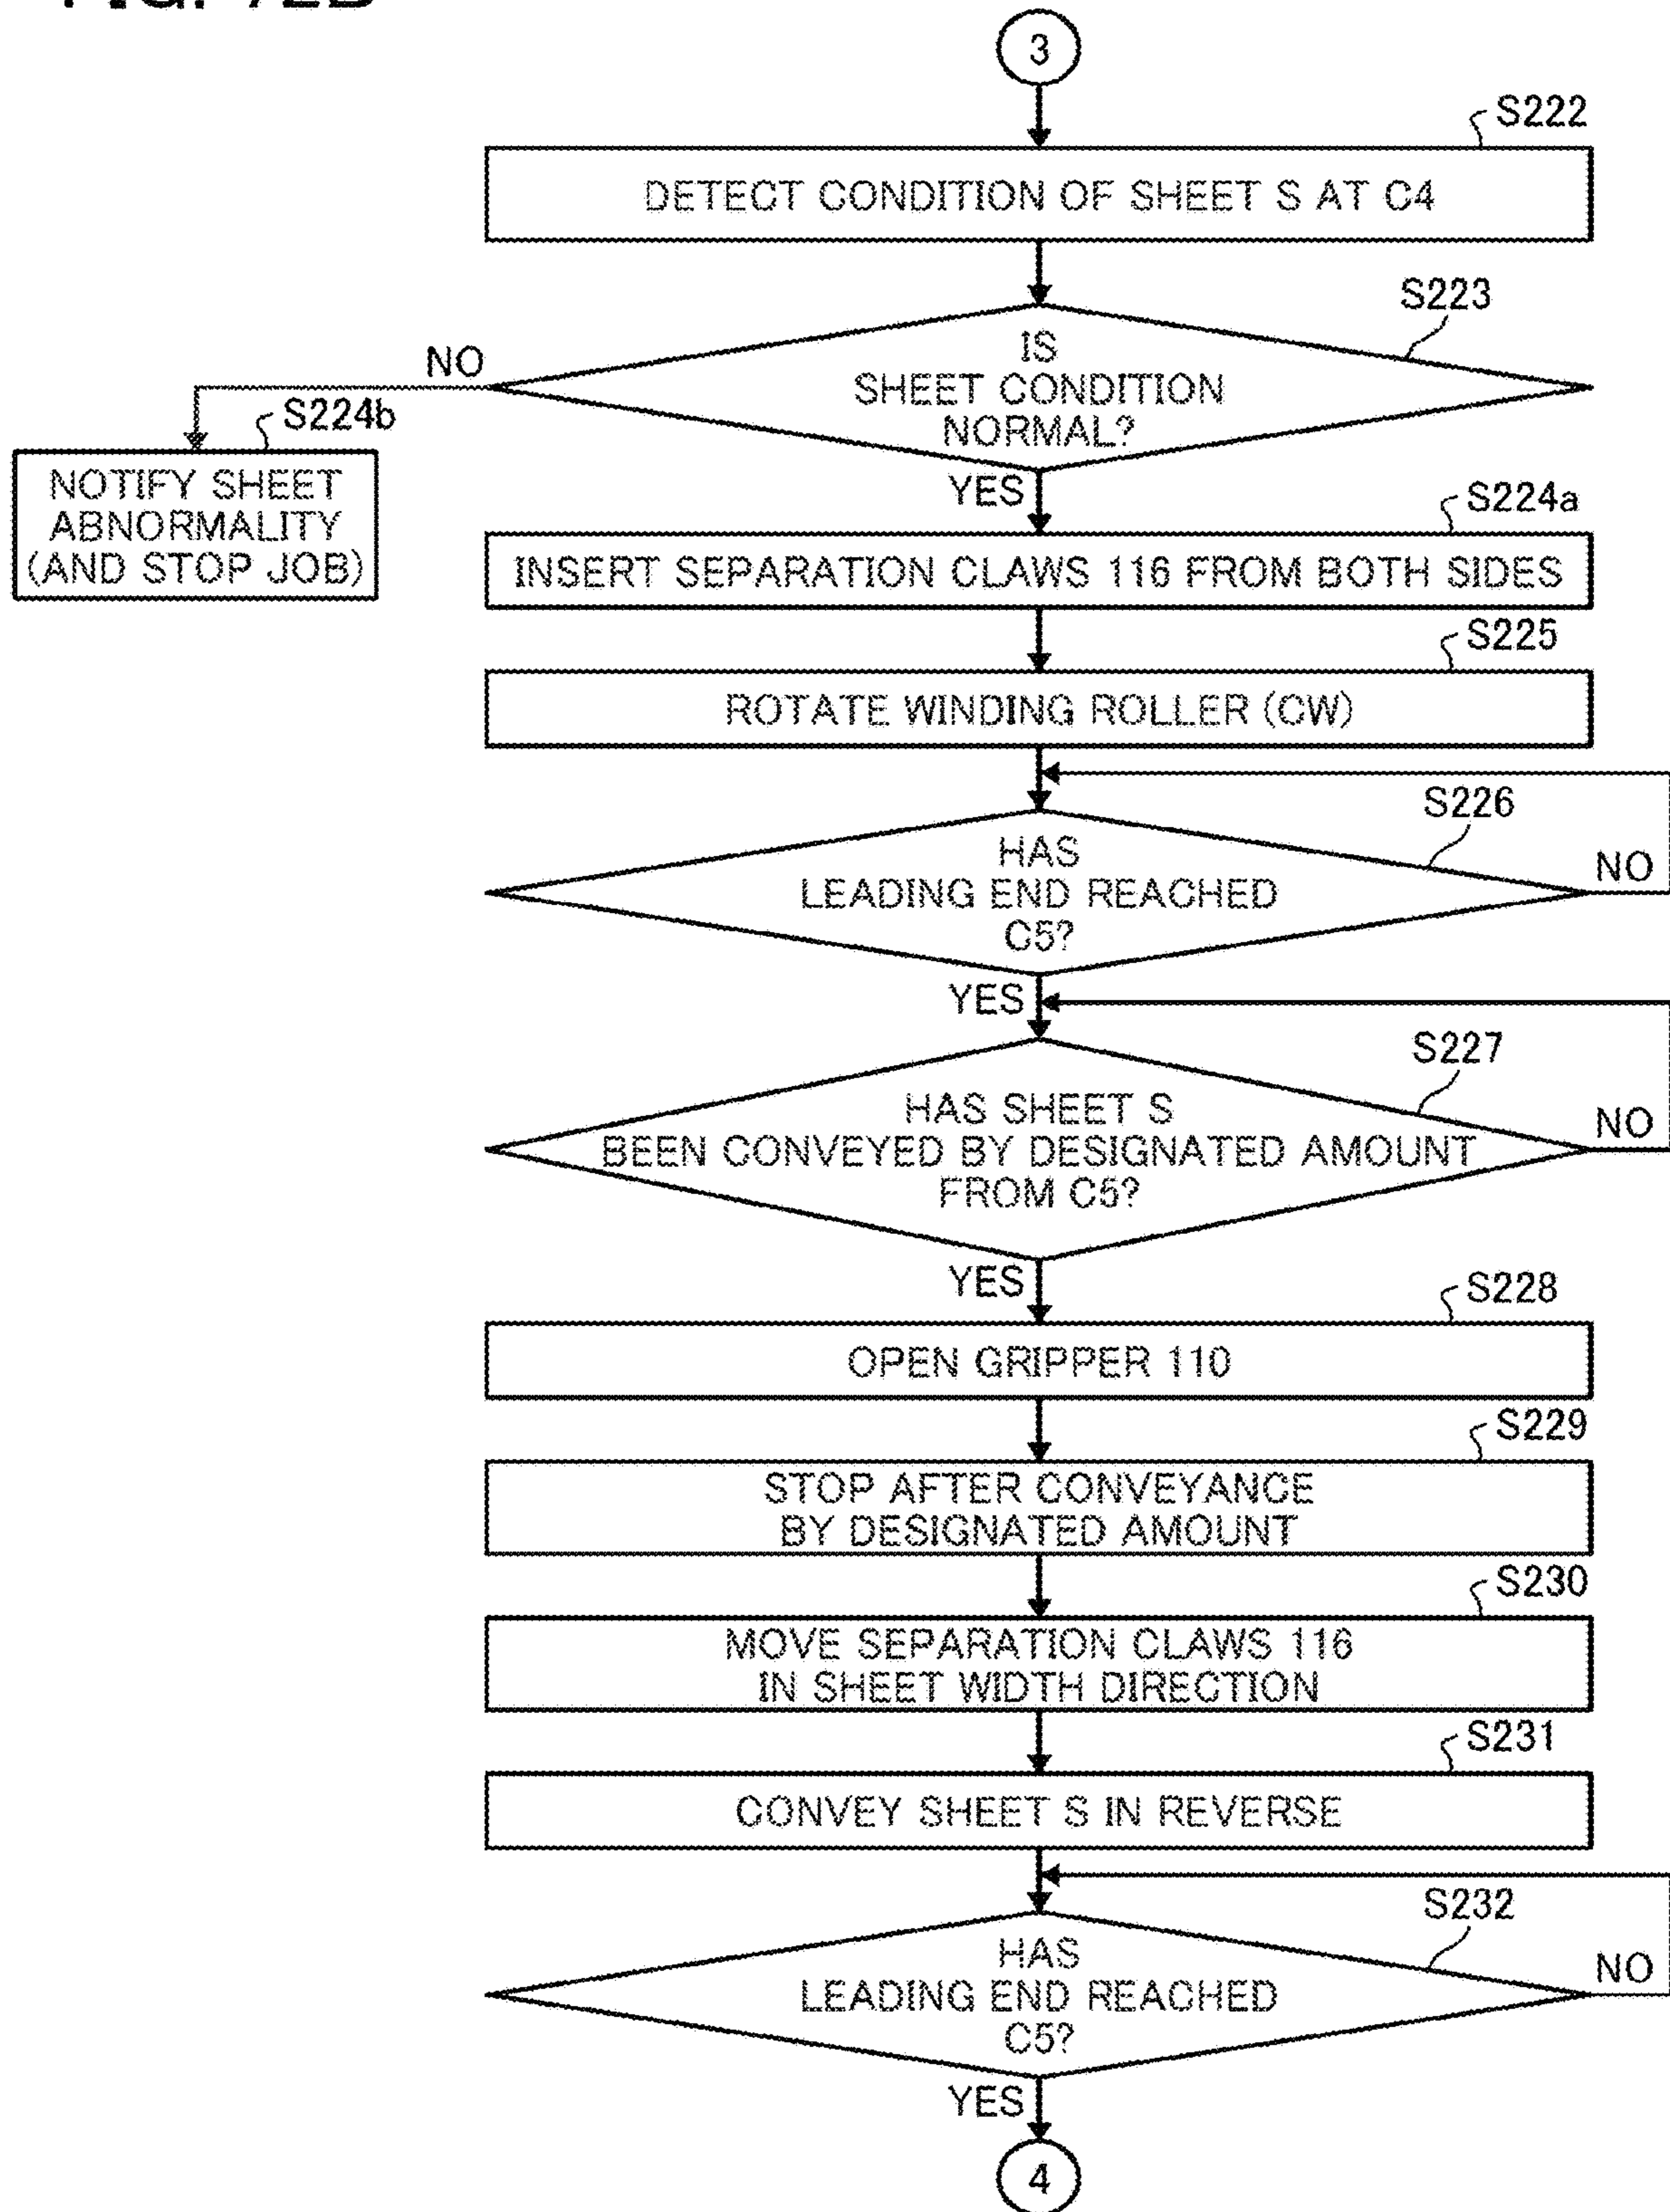 3
S222
DETECT CONDITION OF SHEET S AT C4
S223
IS
SHEET CONDITION
NORMAL?
NO
S224b
NOTIFY SHEET
ABNORMALITY
(AND STOP JOB)
YES
S224a
INSERT SEPARATION CLAWS 116 FROM BOTH SIDES
S225
ROTATE WINDING ROLLER (CW)
S226
HAS
LEADING END REACHED
C5?
NO
YES
S227
HAS SHEET S
BEEN CONVEYED BY DESIGNATED AMOUNT
FROM C5?
NO
YES
S228
OPEN GRIPPER 110
S229
STOP AFTER CONVEYANCE
BY DESIGNATED AMOUNT
S230
MOVE SEPARATION CLAWS 116
IN SHEET WIDTH DIRECTION
S231
CONVEY SHEET S IN REVERSE
S232
HAS
LEADING END REACHED
C5?
NO
YES
4